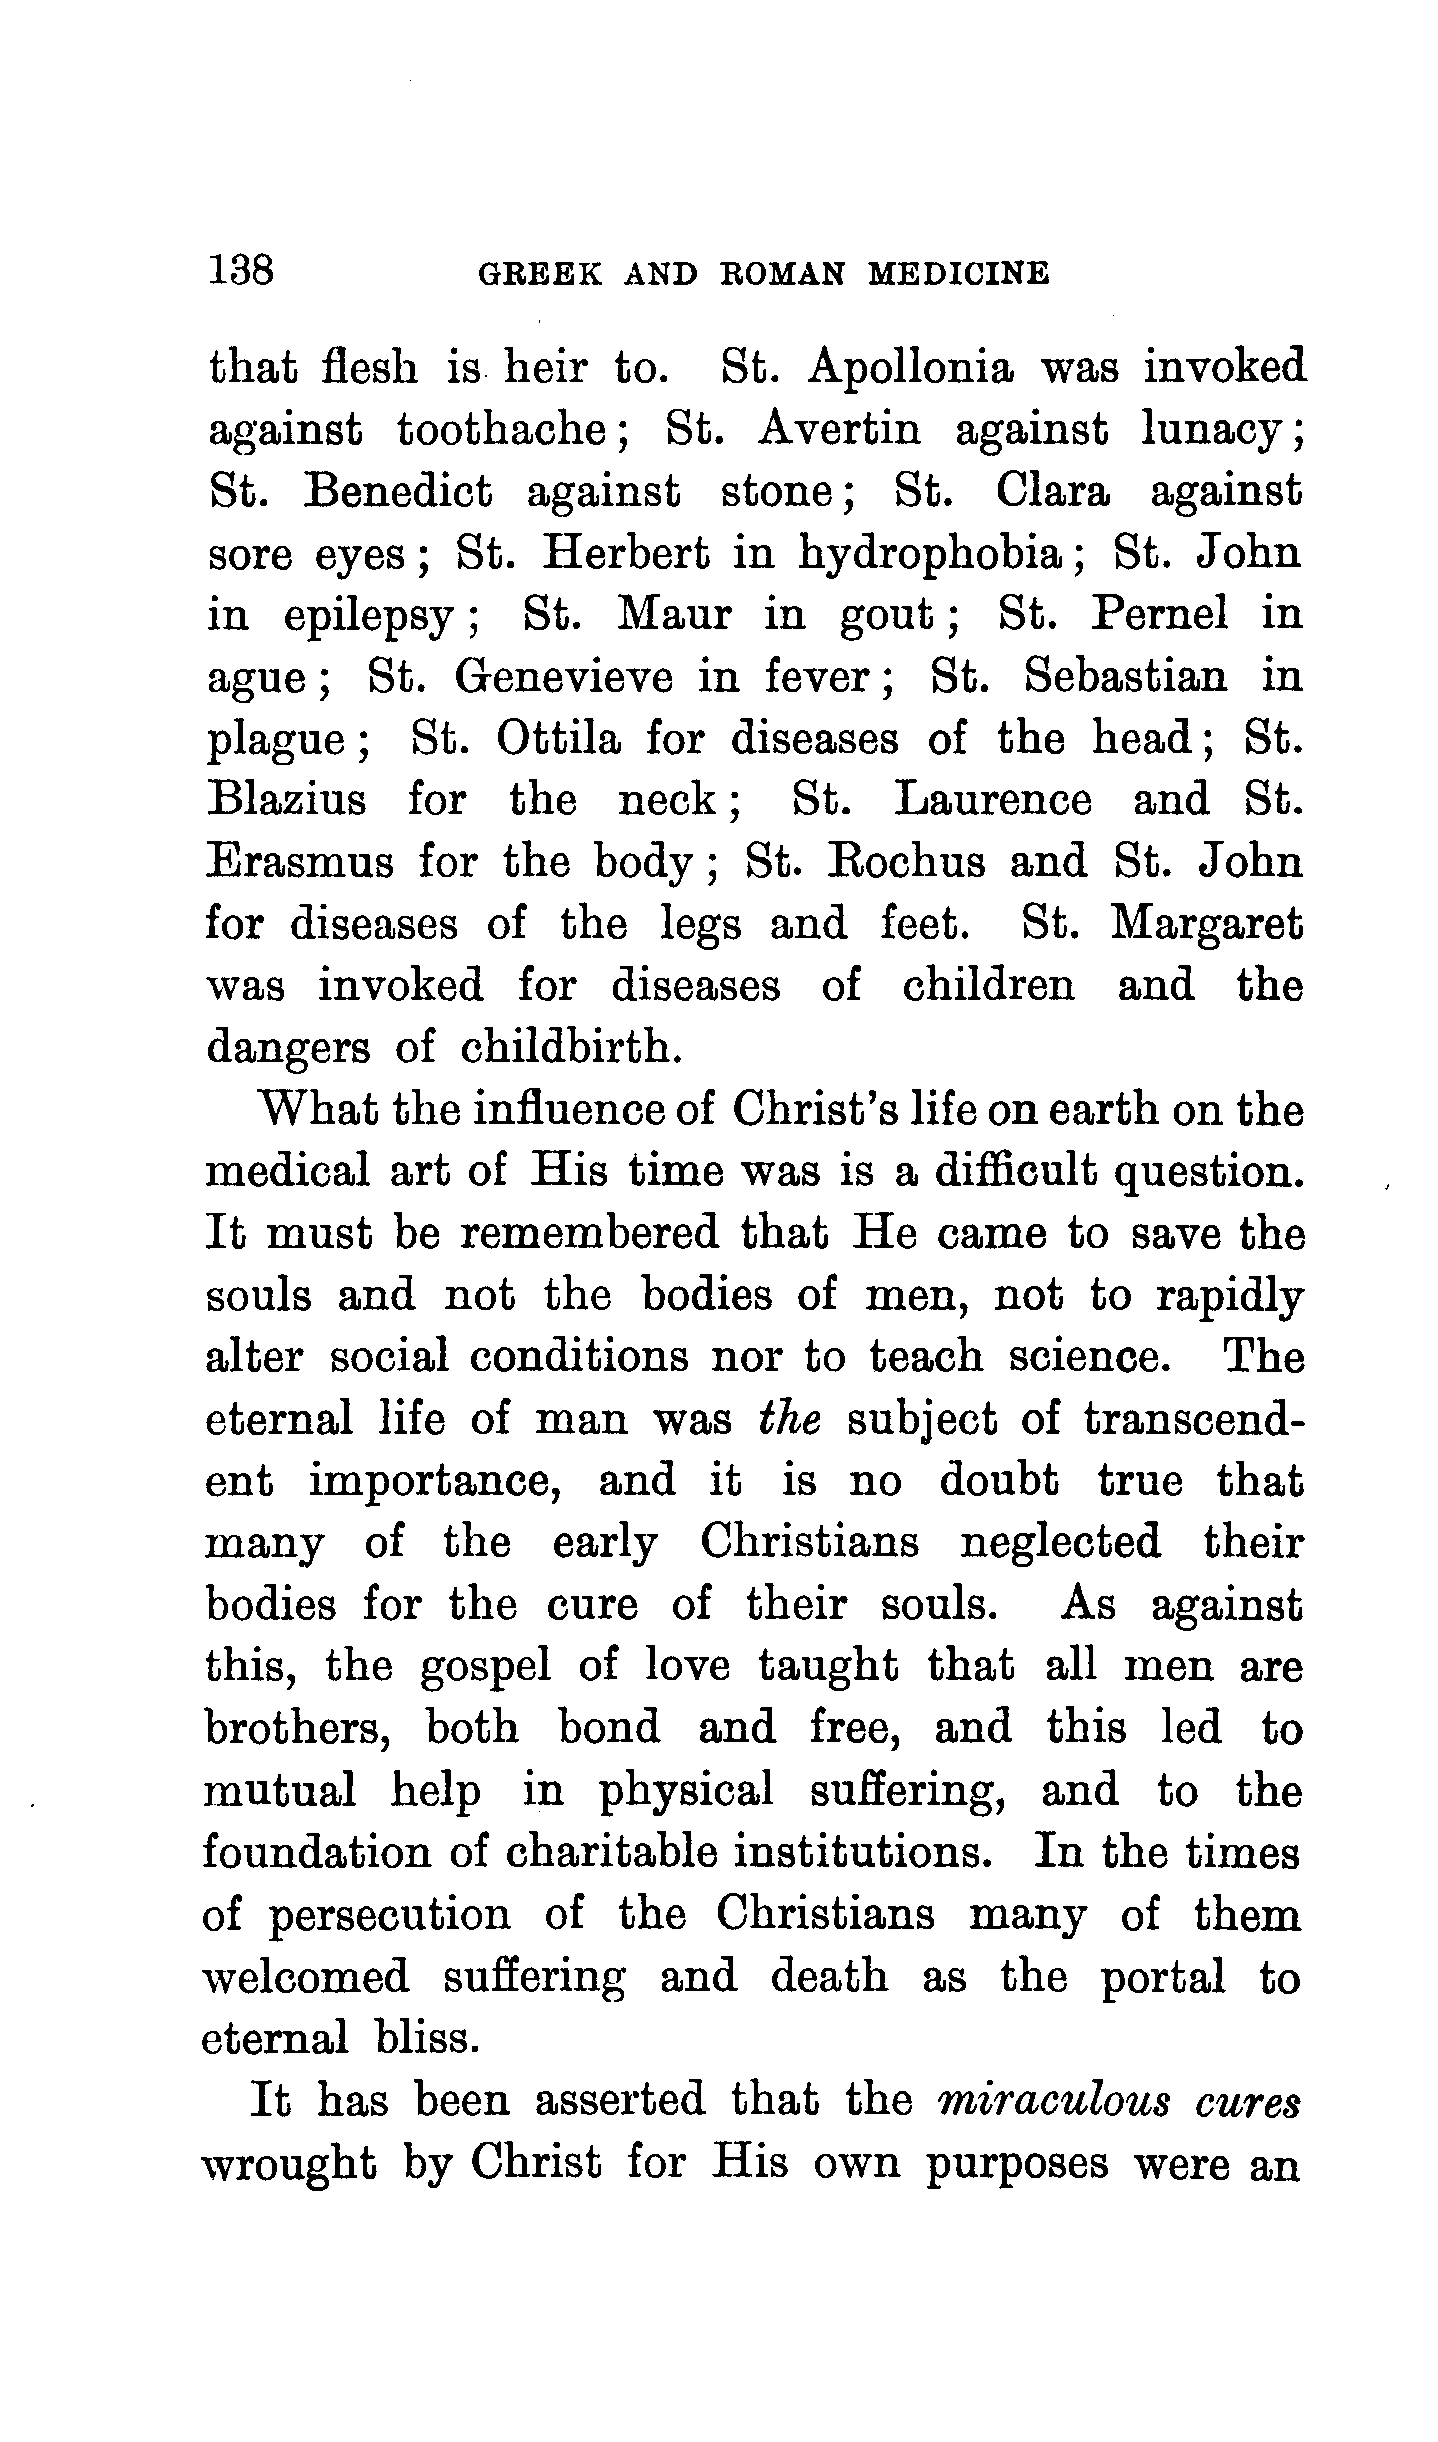 138 GREEK AND ROMAN MEDICINE
that flesh is heir to. St. Apollonia was invoked
against toothache; St. Avertin against lunacy;
St. Benedict against stone; St. Clara against
sore eyes; St. Herbert in hydrophobia; St. John
in epilepsy; St. Maur in gout; St. Pernel in
ague; St. Genevieve in fever; St. Sebastian in
plague; St. Ottila for diseases of the head; St.
Blazius for the neck; St. Laurence and St.
Erasmus for the body; St. Rochus and St. John
for diseases of the legs and feet. St. Margaret
was invoked for diseases of children and the
dangers of childbirth.
What the influence of Christ's life on earth on the
medical art of His time was is a difficult question.
It must be remembered that He came to save the
souls and not the bodies of men, not to rapidly
alter social conditions nor to teach science. The
eternal life of man was the subject of transcend-
ent importance, and it is no doubt true that
many of the early Christians neglected their
bodies for the cure of their souls. As against
this, the gospel of love taught that all men are
brothers, both bond and free, and this led to
mutual help in physical suffering, and to the
foundation of charitable institutions. In the times
of persecution of the Christians many of them
welcomed suffering and death as the portal to
eternal bliss.
It has been asserted that the miraculous cures
wrought by Christ for His own purposes were an